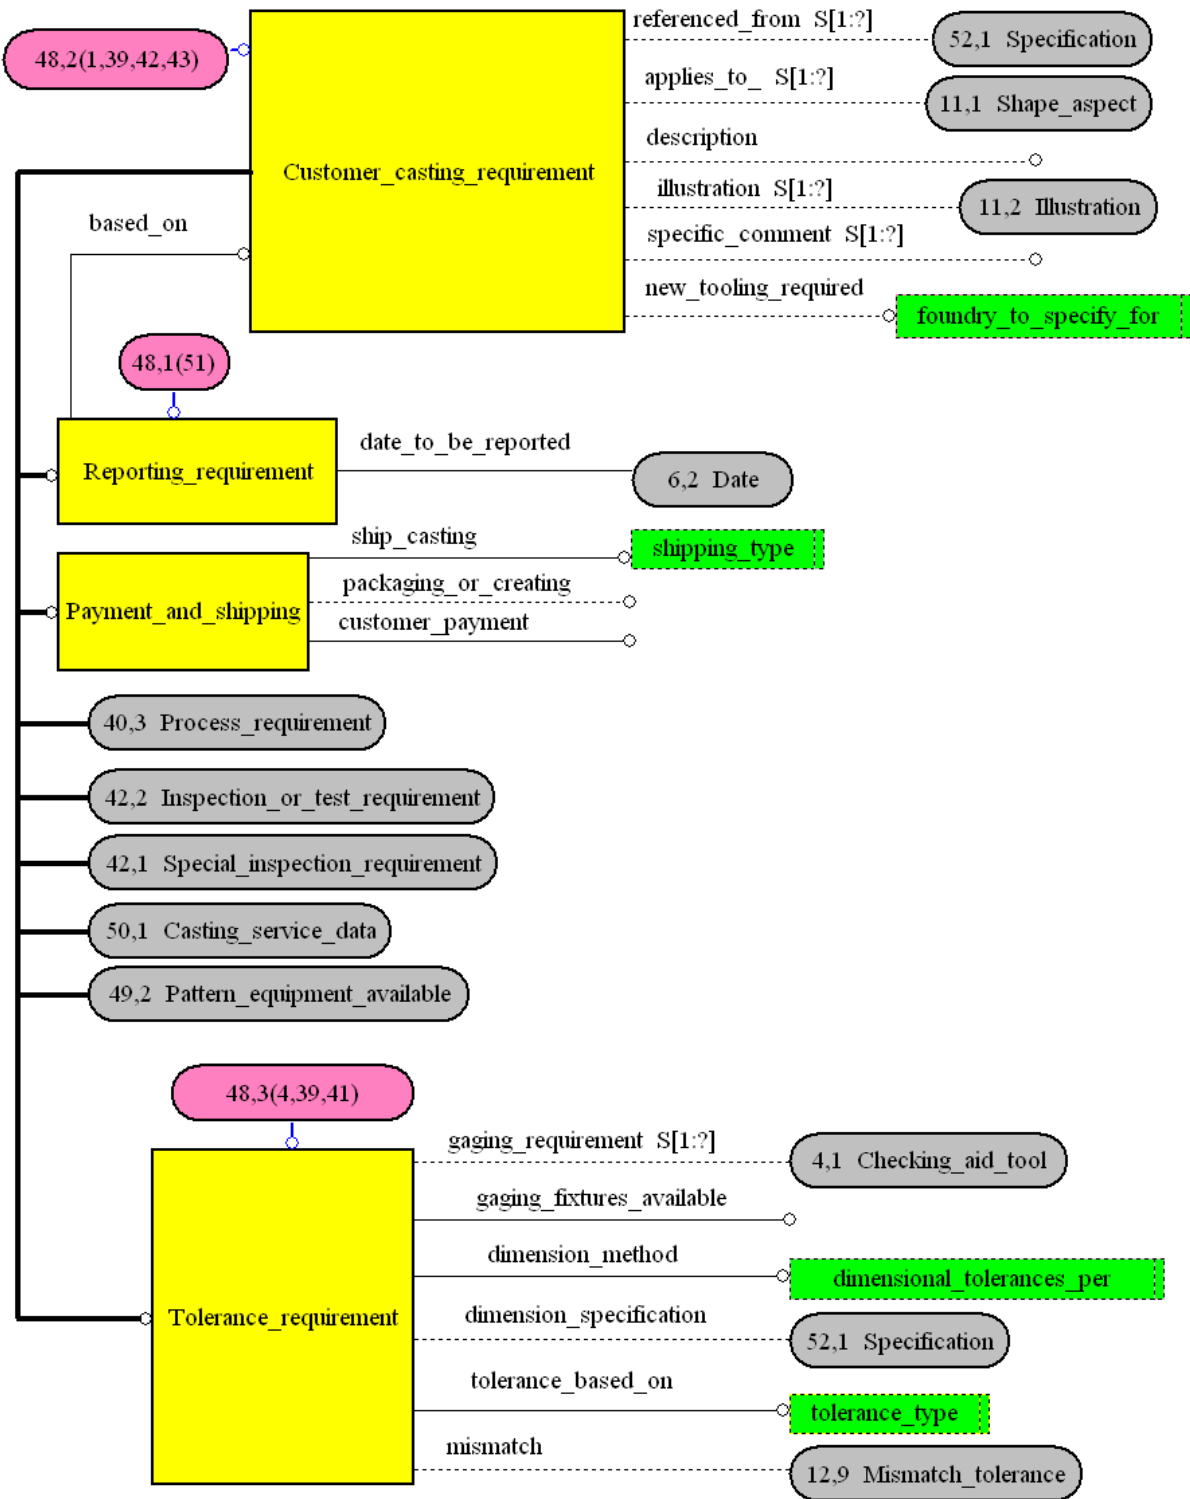 referenced_from S[1:?]
48,2(1,39,42,43)
52,1 Specification
applies_to_ S[1:?]
11,1 Shape_aspect
description
Customer_casting_requirement
illustration S[1:?]
11,2 Illustration
based_on
specific_comment S[1:?]
new_tooling_required
foundry_to_specify_for
48,1(51)
date_to_be_reported
Reporting_requirement
6,2 Date
ship_casting
shipping_type
packaging_or_creating
Payment_and_shipping
customer_payment
40,3 Process_requirement
42,2 Inspection_or_test_requirement
42,1 Special_inspection_requirement
50,1 Casting_service_data
49,2 Pattern_equipment_available
48,3(4,39,41)
gaging_requirement S[1:?]
4,1 Checking_aid_tool
gaging_fixtures_available
dimension_method
dimensional_tolerances_per
Tolerance_requirement
dimension_specification
52,1 Specification
tolerance_based_on
tolerance_type
mismatch
12,9 Mismatch_tolerance